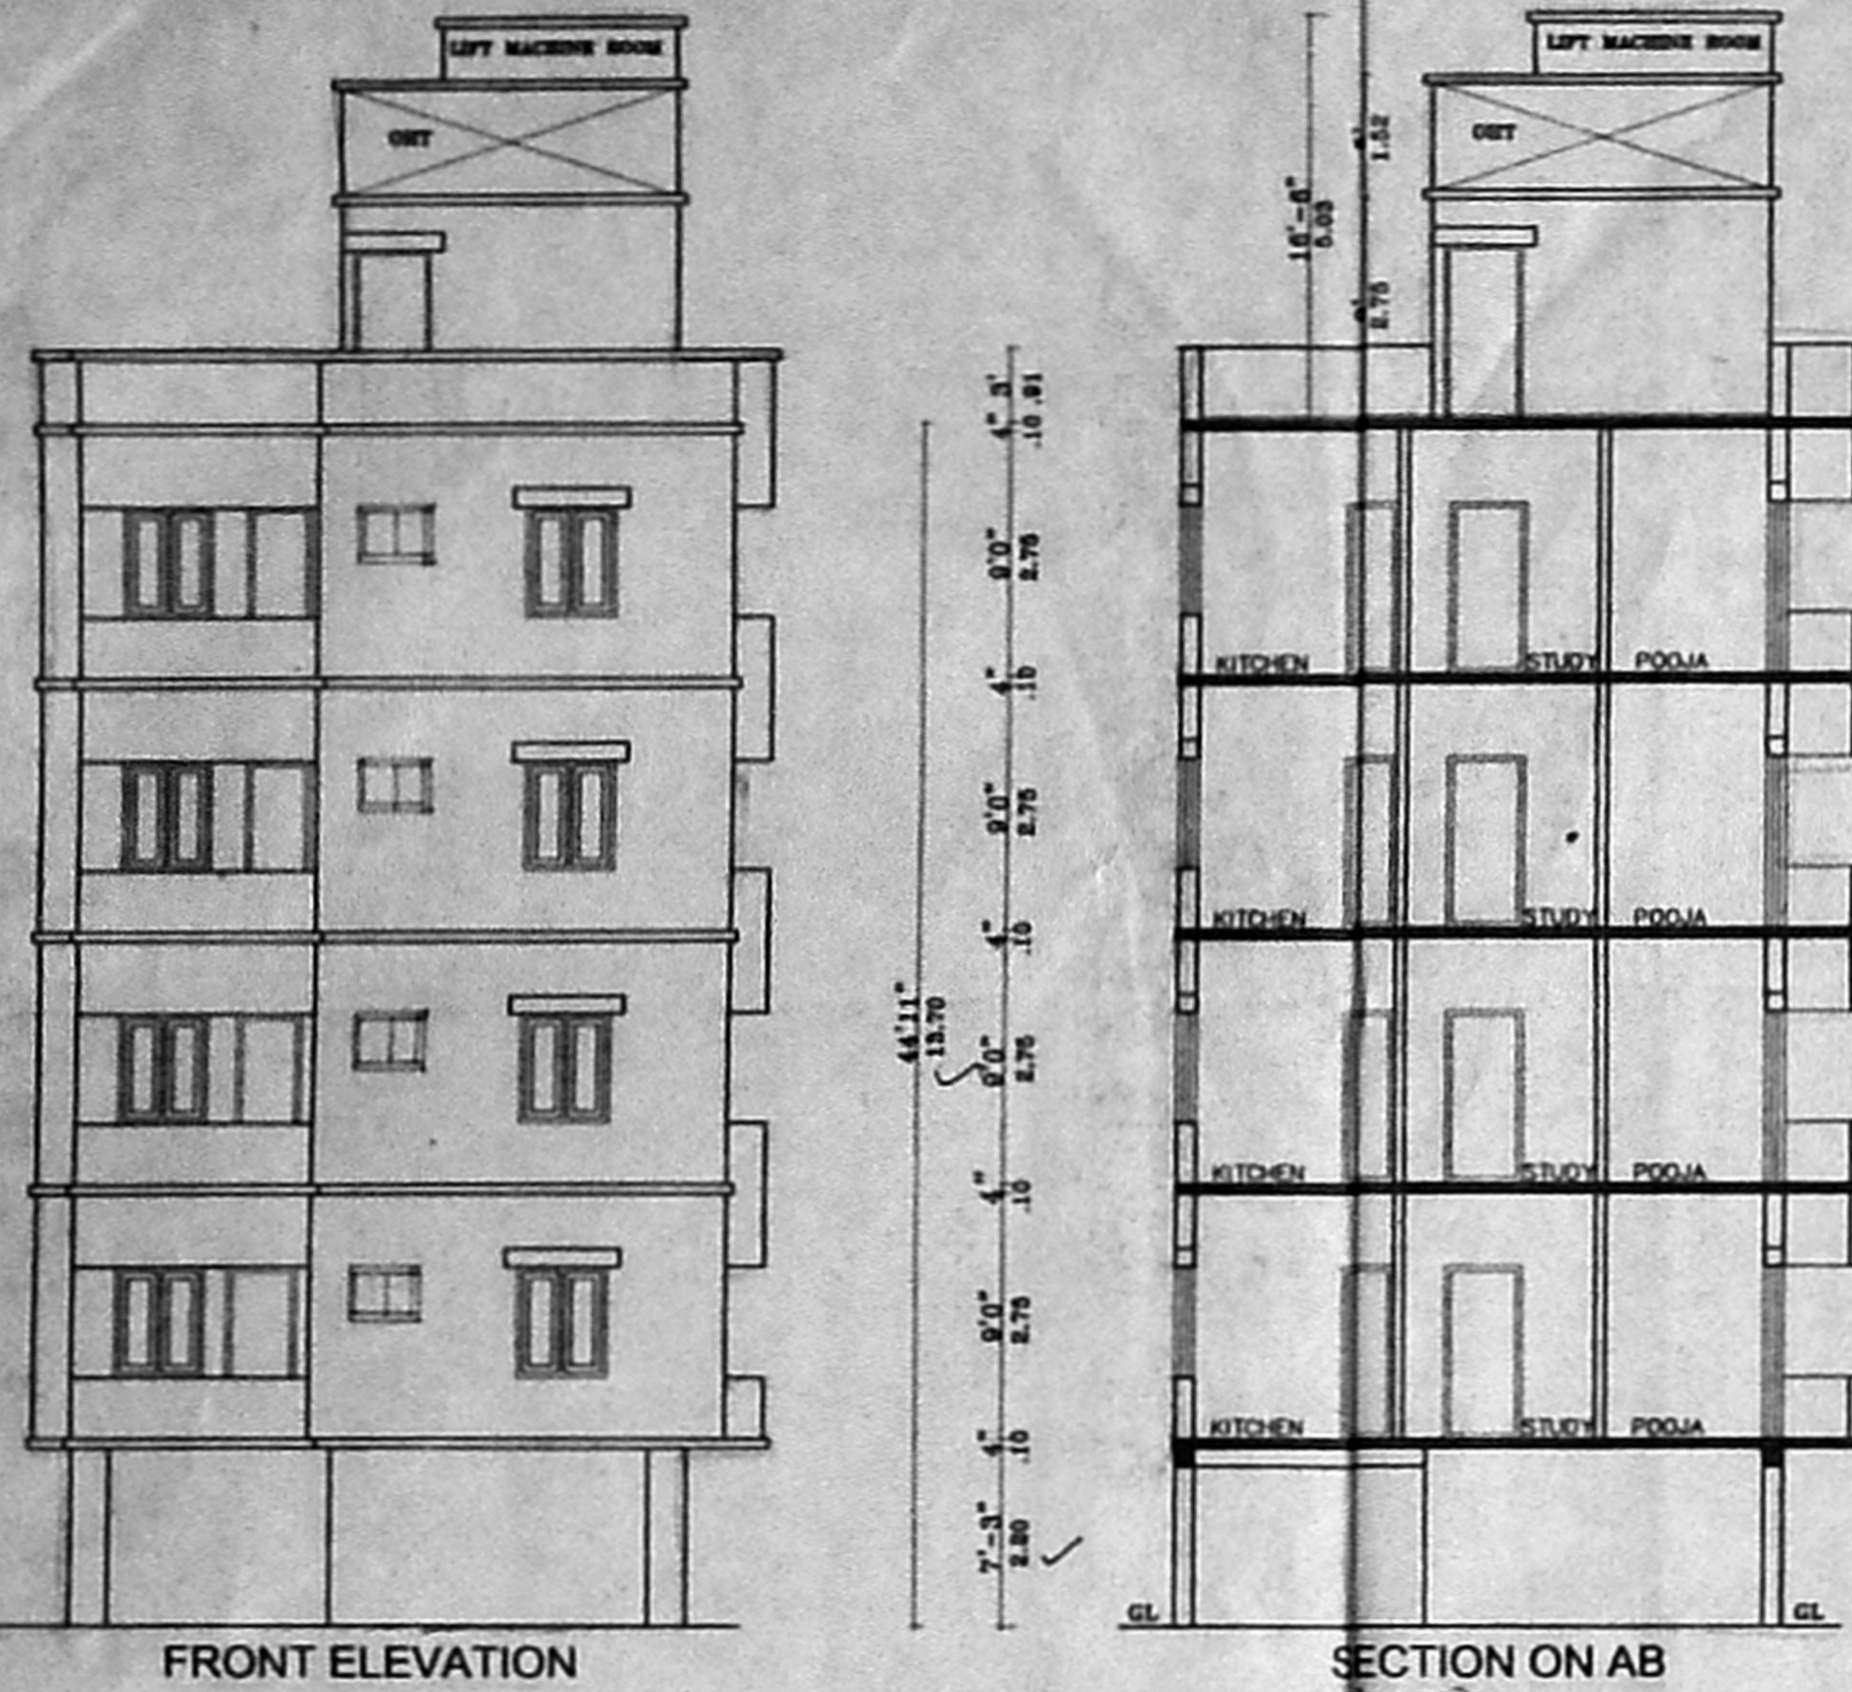 LIFT MACHINE ROOM
OHT
FRONT ELEVATION
44'11"
13.70
3'
.91
4"
.10
9'0"
2.75
4"
.10
9'0"
2.75
4"
.10
9'0"
2.75
4"
.10
9'0"
2.75
4"
.10
7'-3"
2.20
16'-6"
5.03
1.52
2.75
LIFT MACHINE ROOM
OHT
KITCHEN STUDY POOJA
KITCHEN STUDY POOJA
KITCHEN STUDY POOJA
KITCHEN STUDY POOJA
GL GL
SECTION ON AB